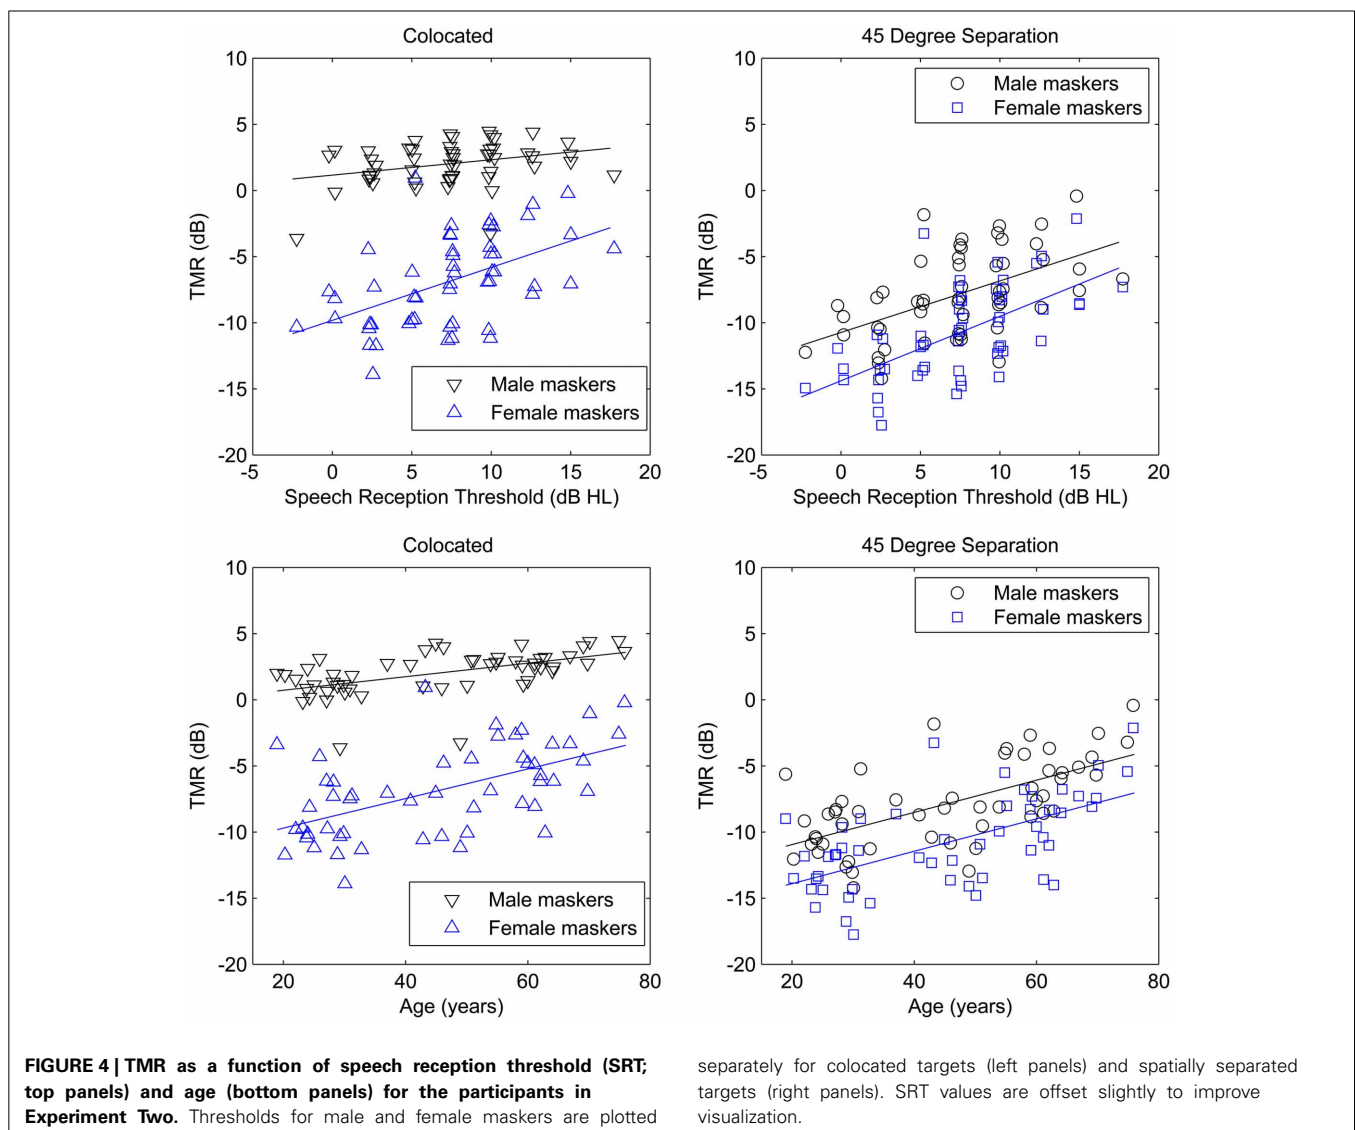 Colocated
10
5
0
-5
-10
-15
-20
TMR (dB)
Male maskers
Female maskers
-5
0
5
10
15
20
Speech Reception Threshold (dB HL)
45 Degree Separation
10
5
0
-5
-10
-15
-20
TMR (dB)
Male maskers
Female maskers
-5
0
5
10
15
20
Speech Reception Threshold (dB HL)
Colocated
10
5
0
-5
-10
-15
-20
TMR (dB)
Male maskers
Female maskers
20
40
60
80
Age (years)
45 Degree Separation
10
5
0
-5
-10
-15
-20
TMR (dB)
Male maskers
Female maskers
20
40
60
80
Age (years)
FIGURE 4 | TMR as a function of speech reception threshold (SRT;
top panels) and age (bottom panels) for the participants in
Experiment Two. Thresholds for male and female maskers are plotted
separately for colocated targets (left panels) and spatially separated
targets (right panels). SRT values are offset slightly to improve
visualization.